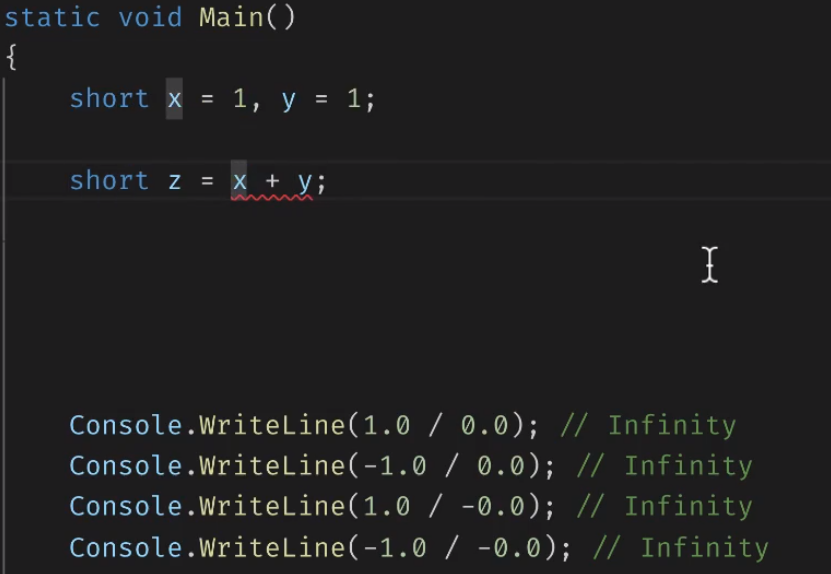 static void Main()
{
short x = 1, y = 1;
short z = x + y;
Console.WriteLine(1.0 / 0.0); // Infinity
Console.WriteLine(-1.0 / 0.0); // Infinity
Console.WriteLine(1.0 / -0.0); // Infinity
Console.WriteLine(-1.0 / -0.0); // Infinity